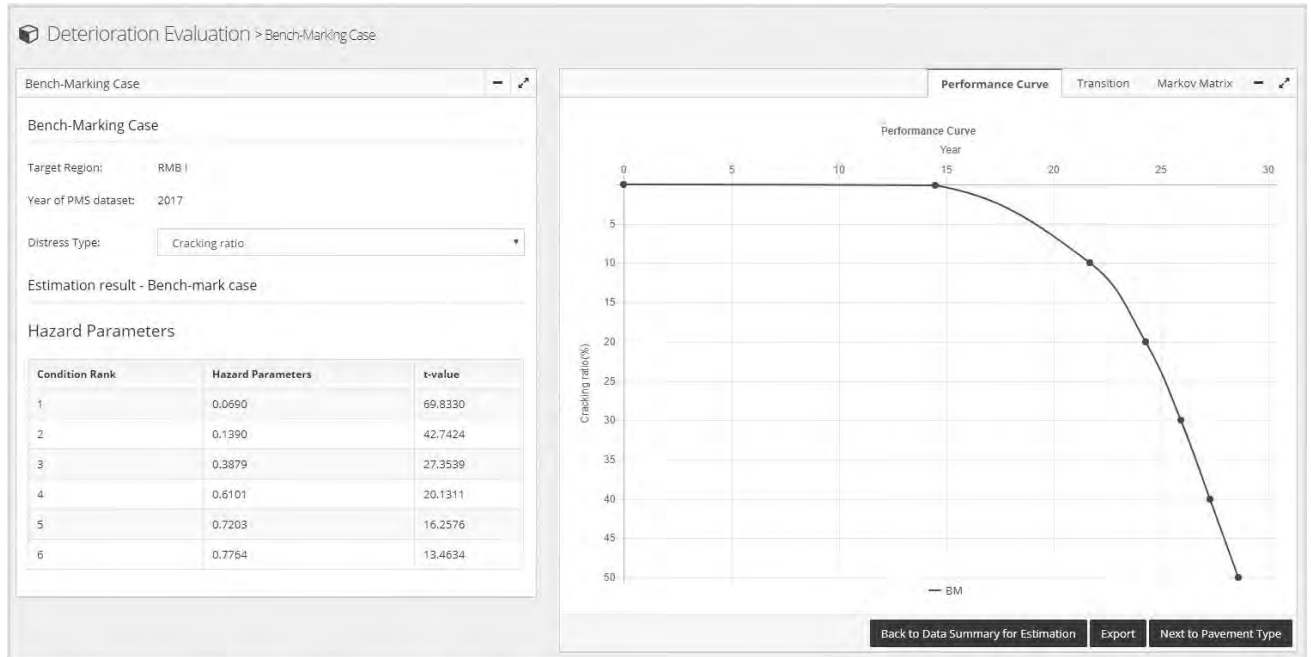 Deterioration Evaluation > Bench-Marking Case
Bench-Marking Case
Bench-Marking Case
Target Region: RMB I
Year of PMS dataset: 2017
Distress Type: Cracking ratio
Estimation result - Bench-mark case
Hazard Parameters
Condition Rank Hazard Parameters t-value
1 0.0690 69.8330
2 0.1390 42.7424
3 0.3879 27.3539
4 0.6101 20.1311
5 0.7203 16.2576
6 0.7764 13.4634
Performance Curve Transition Markov Matrix
Performance Curve
Year
0 5 10 15 20 25 30
5
10
15
20
25
30
35
40
45
50
Cracking ratio(%)
BM
Back to Data Summary for Estimation Export Next to Pavement Type